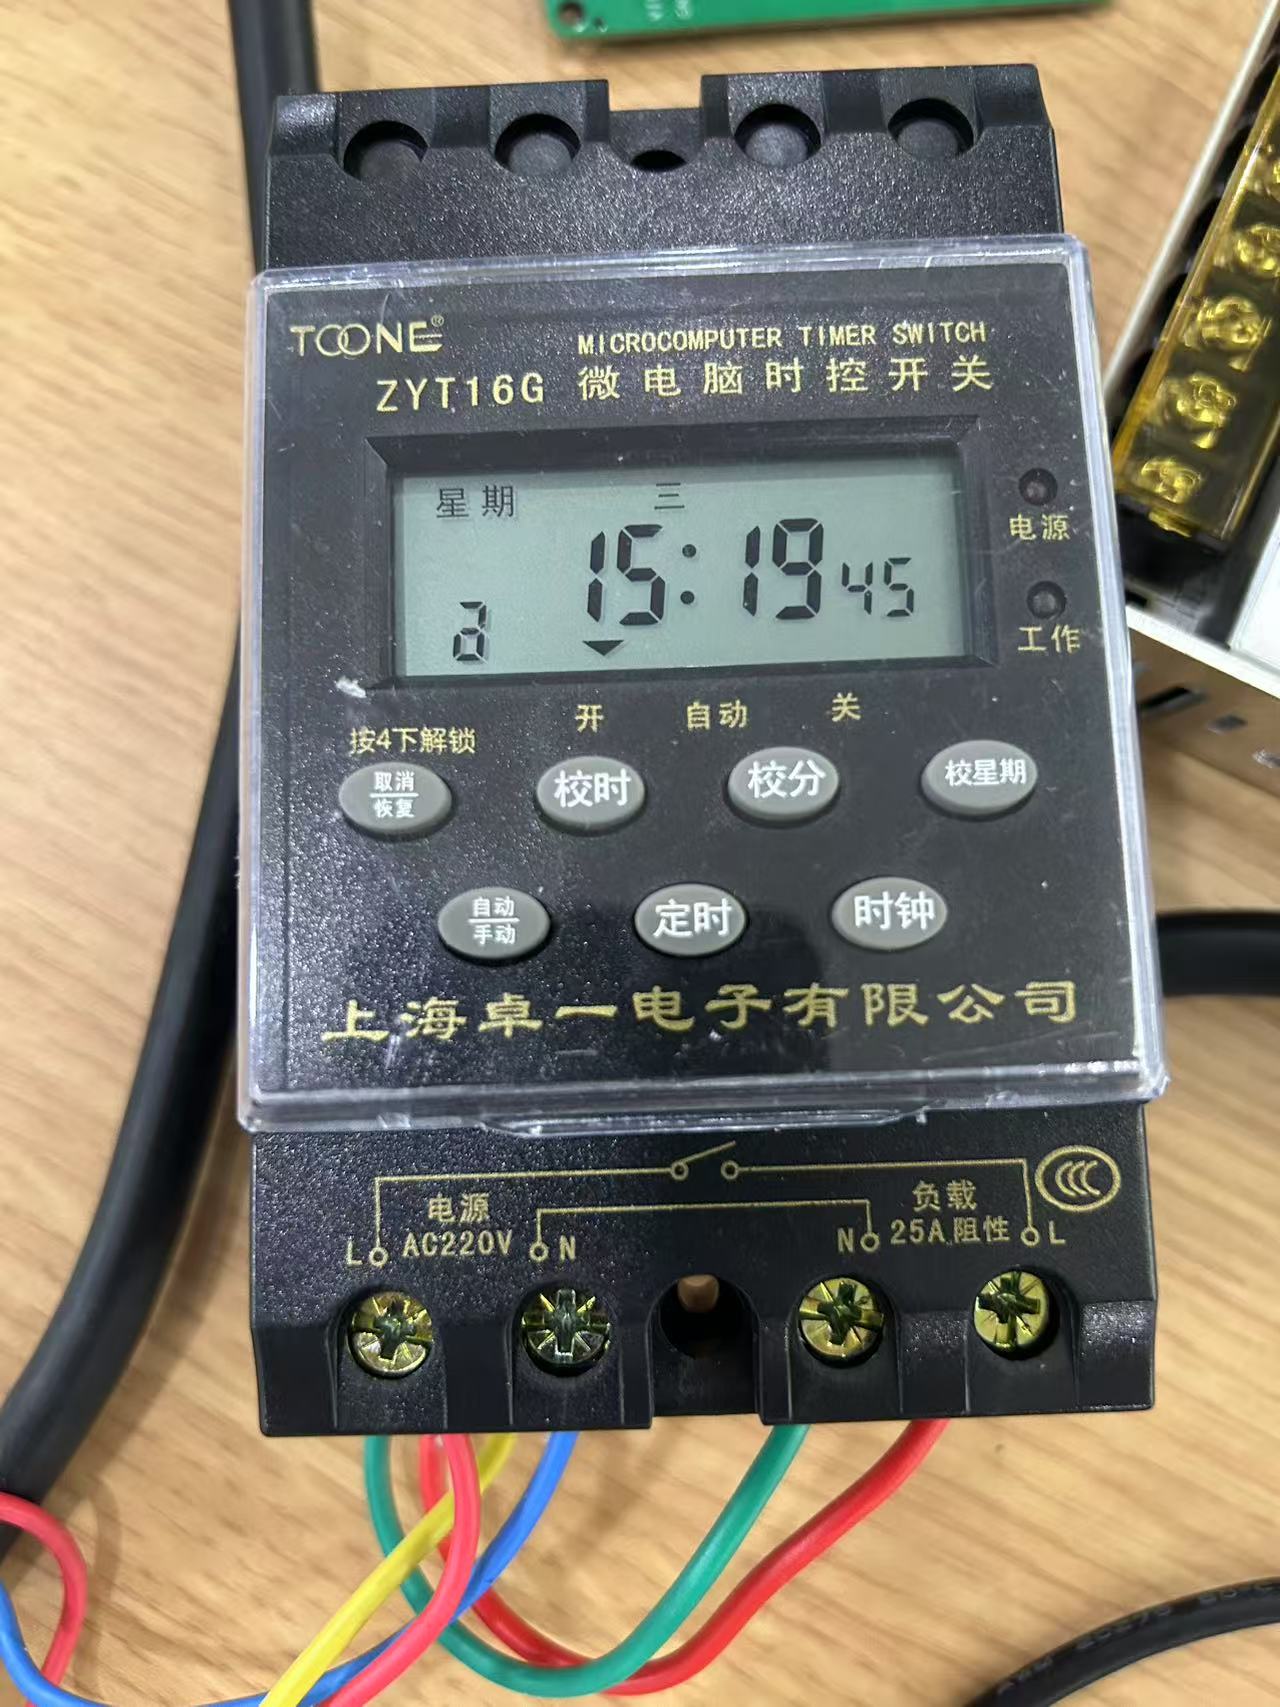 TOONE®
MICROCOMPUTER TIMER SWITCH
ZYT16G 微电脑时控开关
星期 三
15:19 45
电源
工作
开 自动 关
按4下解锁
取消
恢复
校时
校分
校星期
自动
手动
定时
时钟
上海卓一电子有限公司
CCC
电源
负载
L AC220V N
N 25A阻性 L